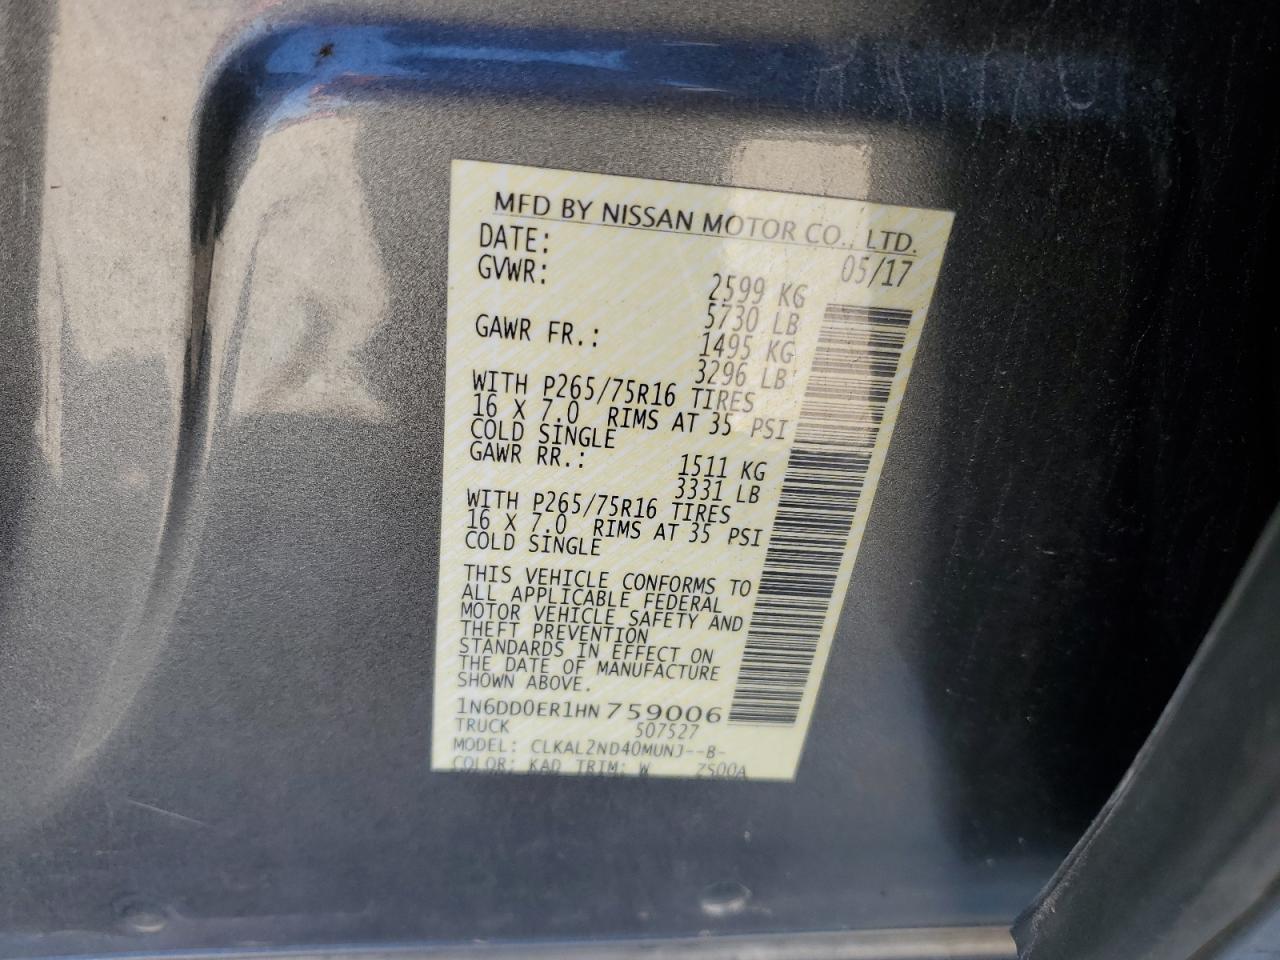 MFD BY NISSAN MOTOR CO., LTD.
DATE: 05/17
GVWR: 2599 KG
5730 LB
GAWR FR.: 1495 KG
3296 LB
WITH P265/75R16 TIRES
16 X 7.0 RIMS AT 35 PSI
COLD SINGLE
GAWR RR.: 1511 KG
3331 LB
WITH P265/75R16 TIRES
16 X 7.0 RIMS AT 35 PSI
COLD SINGLE
THIS VEHICLE CONFORMS TO
ALL APPLICABLE FEDERAL
MOTOR VEHICLE SAFETY AND
THEFT PREVENTION
STANDARDS IN EFFECT ON
THE DATE OF MANUFACTURE
SHOWN ABOVE.
1N6DD0ER1HN759006
TRUCK 507527
MODEL: CLKAL2ND40MUNJ--B-
COLOR: KAD TRIM: W ZS00A